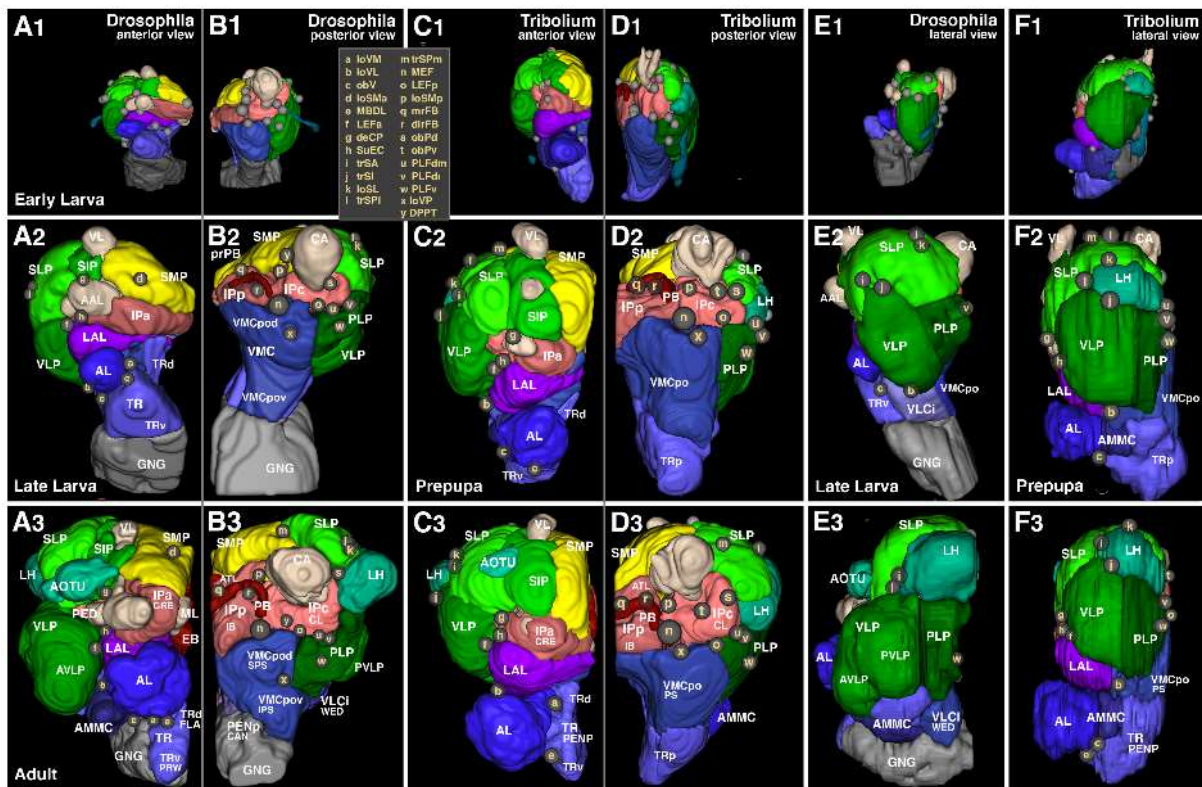 A1 Drosophila
anterior view
B1 Drosophila
posterior view
C1 Tribolium
anterior view
D1 Tribolium
posterior view
E1 Drosophila
lateral view
F1 Tribolium
lateral view
a loVM m trSPm
b loVL n MEF
c obV o LEFp
d loSMa p loSMp
e MBDL q mrFB
f LEFa r dlrFB
g deCP s obPd
h SuEC t obPv
i trSA u PLFdm
j trSI v PLFdl
k loSL w PLFv
l trSPl x loVP
y DPPT
Early Larva
A2
VL
SLP SIP SMP
d
AAL
f h IPa
LAL
VLP TRd
AL
b c
TR
TRv
GNG
Late Larva
B2
SMP CA
prPB y k
q r p SLP
IPp IPc s
n o u v
VMCpod w PLP
x
VMC VLP
VMCpov
GNG
C2
VL
m
k SLP SMP
i
SIP
VLP
h IPa
f
LAL
b TRd
AL
TRv c
Prepupa
D2
CA
SMP SLP
q r p t s LH
PB
IPp IPc
n o u
x v
w
PLP
VMCpo
TRp
E2
VL CA
SLP k
AAL i j
v
PLP
VLP
AL
c b VMCpo
TRv VLCi
GNG
Late Larva
F2
VL m l CA
k
SLP LH
i
j u
v
VLP
h PLP
LAL
b VMCpo
AL AMMC
c TRp
Prepupa
A3
SLP VL
SIP SMP d
LH
AOTU
IPa
PED CRE ML
VLP h
LAL EB
AVLP
AL
b
AMMC c a e TRd
FLA
GNG TR
TRv
PRW
Adult
B3
SLP
SMP m l
k
CA
ATL p s LH
q r PB
IPp IPc
IB n CL
y o u v
VMCpod PLP
SPS w
x PVLP
VMCpov VLCi
IPS WED
PENp
CAN
GNG
C3
VL
m
k SLP SMP
LH i AOTU
j SIP
VLP g
h IPa
f CRE
LAL
b TRd
a
AL TR
PENP
e TRv
D3
SMP m SLP
l
ATL
q r p t s
PB LH
IPp IPc
CL
IB n u
x o v
w
VMCpo PLP
PS
AMMC
TRp
E3
SLP
LH
AOTU
i
VLP
PLP
AL PVLP w
AVLP
AMMC VLCi
WED
GNG
F3
k
SLP i LH
j t
VLP v
g o
h w
f PLP
LAL
b VMCpo
PS
AL AMMC
c TR
e PENP